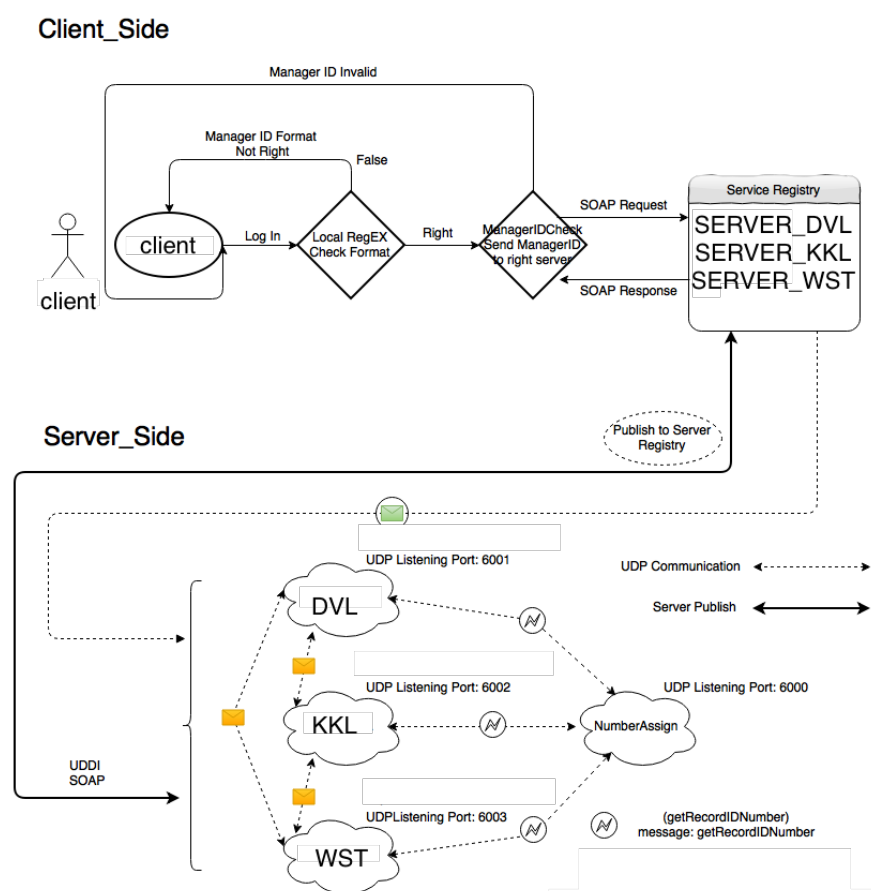 Client_Side
Manager ID Invalid
Manager ID Format
Not Right
False
client
client
Log In
Local RegEX
Check Format
Right
ManagerIDCheck
Send ManagerID
to right server
SOAP Request
SOAP Response
Service Registry
SERVER_DVL
SERVER_KKL
SERVER_WST
Server_Side
Publish to Server
Registry
UDP Listening Port: 6001
DVL
UDP Communication
Server Publish
UDP Listening Port: 6002
KKL
UDP Listening Port: 6000
NumberAssign
UDDI
SOAP
UDPListening Port: 6003
WST
(getRecordIDNumber)
message: getRecordIDNumber